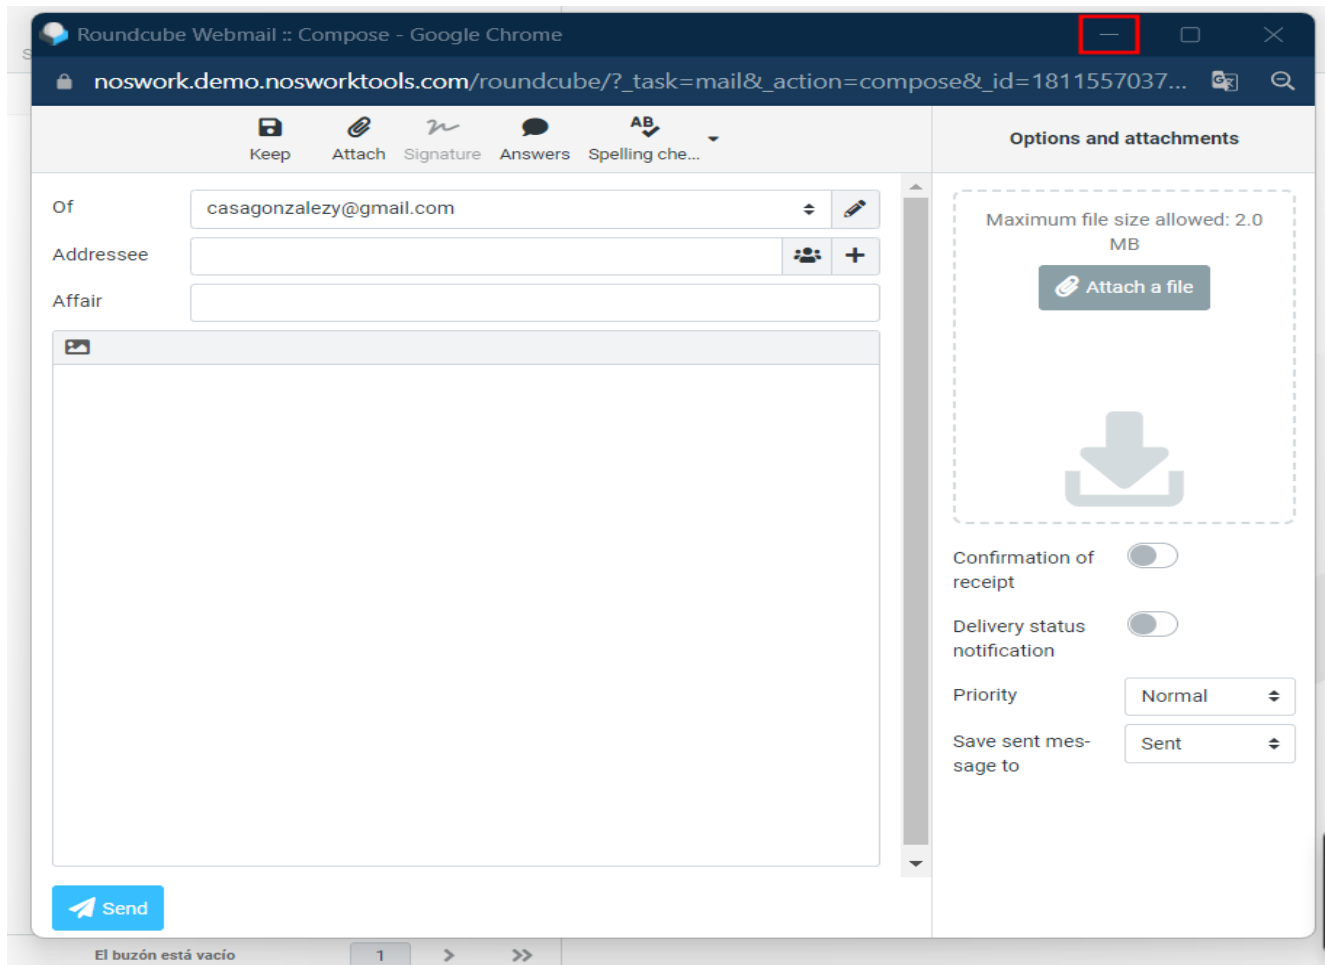 Roundcube Webmail :: Compose - Google Chrome
noswork.demo.nosworktools.com/roundcube/?_task=mail&_action=compose&_id=1811557037...
Keep
Attach
Signature
Answers
AB
Spelling che...
Options and attachments
Of
casagonzalezy@gmail.com
Addressee
Affair
Maximum file size allowed: 2.0
MB
Attach a file
Confirmation of
receipt
Delivery status
notification
Priority
Normal
Save sent mes-
sage to
Sent
Send
El buzón está vacío
1